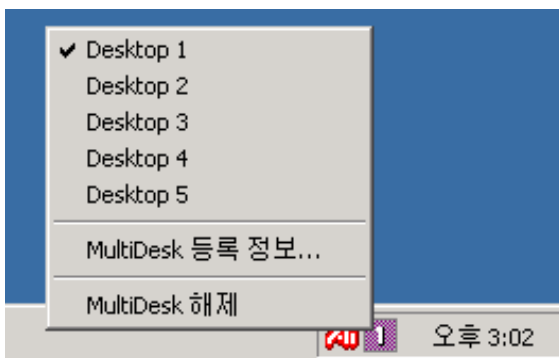 Desktop 1
Desktop 2
Desktop 3
Desktop 4
Desktop 5
MultiDesk 등록 정보...
MultiDesk 해제
1 오후 3:02